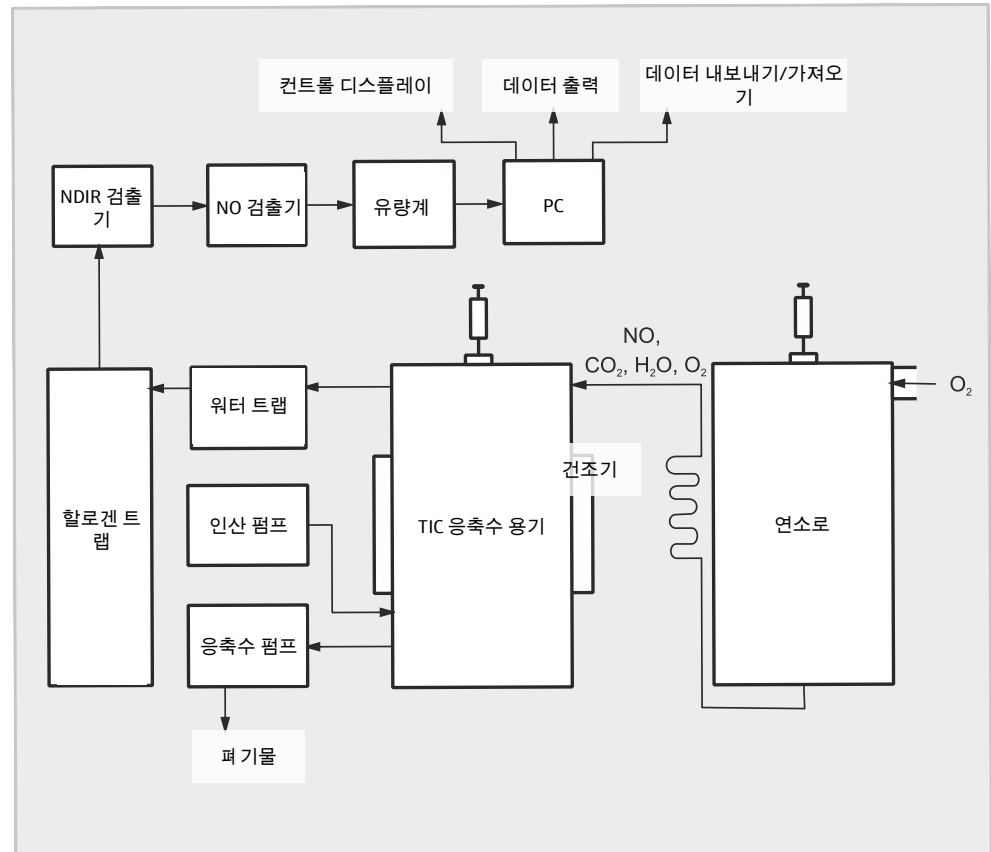 컨트롤 디스플레이
데이터 출력
데이터 내보내기/가져오
기
NDIR 검출
기
NO 검출기
유량계
PC
NO,
CO₂, H₂O, O₂
O₂
워터 트랩
건조기
할로겐 트
랩
인산 펌프
TIC 응축수 용기
연소로
응축수 펌프
폐 기물